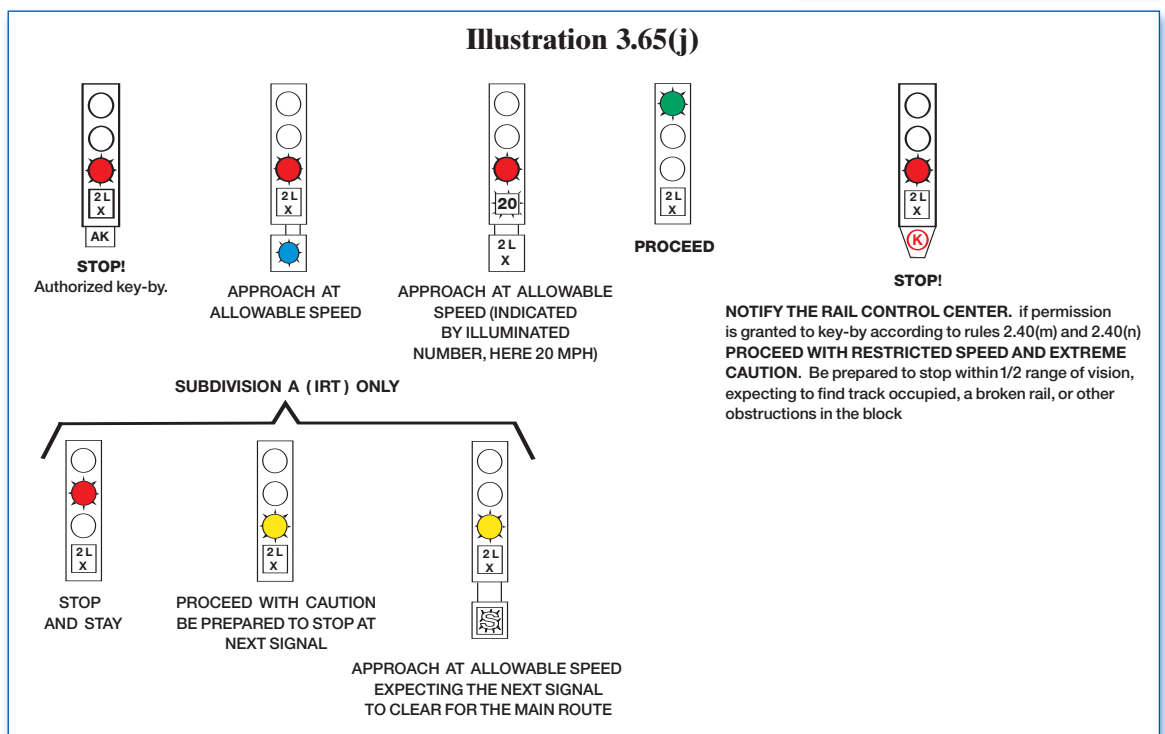 Illustration 3.65(j)
2 L
X
AK
STOP!
Authorized key-by.
2 L
X
APPROACH AT
ALLOWABLE SPEED
20
2 L
X
APPROACH AT ALLOWABLE
SPEED (INDICATED
BY ILLUMINATED
NUMBER, HERE 20 MPH)
2 L
X
PROCEED
2 L
X
K
STOP!
NOTIFY THE RAIL CONTROL CENTER. if permission
is granted to key-by according to rules 2.40(m) and 2.40(n)
PROCEED WITH RESTRICTED SPEED AND EXTREME
CAUTION. Be prepared to stop within 1/2 range of vision,
expecting to find track occupied, a broken rail, or other
obstructions in the block
SUBDIVISION A ( IRT ) ONLY
2 L
X
STOP
AND STAY
2 L
X
PROCEED WITH CAUTION
BE PREPARED TO STOP AT
NEXT SIGNAL
2 L
X
S
APPROACH AT ALLOWABLE SPEED
EXPECTING THE NEXT SIGNAL
TO CLEAR FOR THE MAIN ROUTE